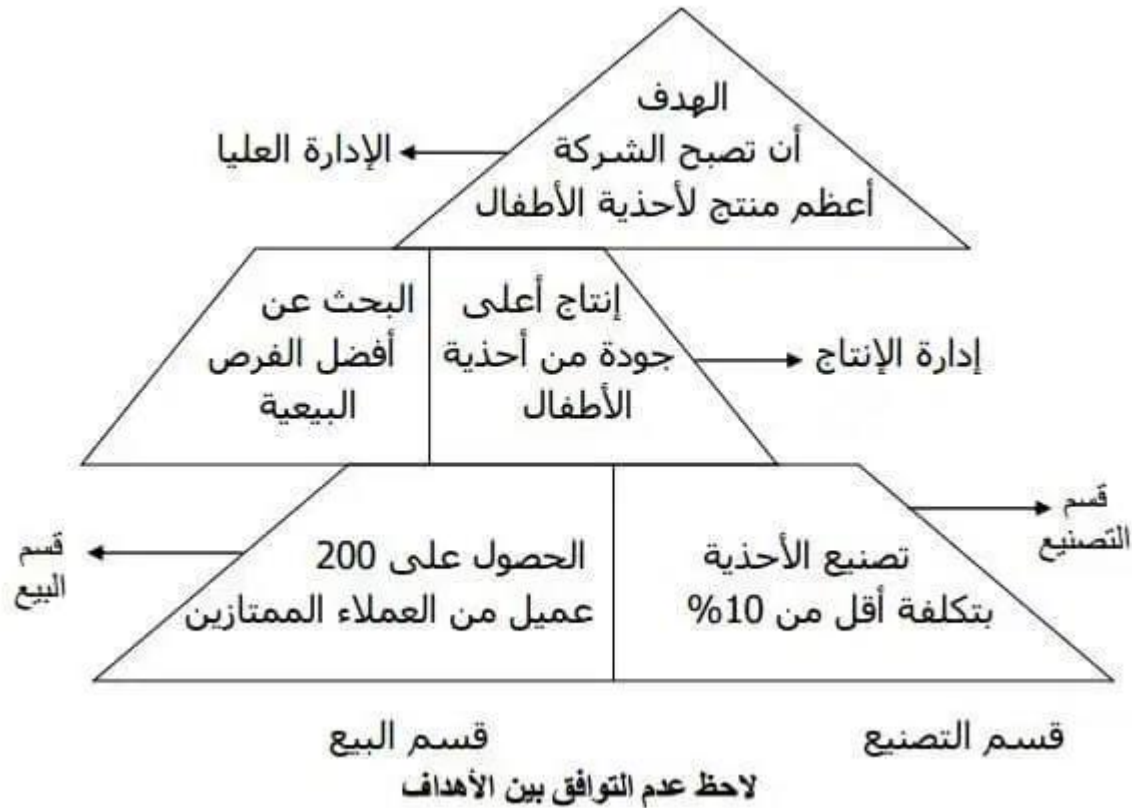 الهدف
أن تصبح الشركة
أعظم منتج لأحذية الأطفال
الإدارة العليا
إنتاج أعلى
جودة من أحذية
الأطفال
البحث عن
أفضل الفرص
البيعية
إدارة الإنتاج
تصنيع الأحذية
بتكلفة أقل من 10%
الحصول على 200
عميل من العملاء الممتازين
قسم
التصنيع
قسم
البيع
قسم التصنيع
قسم البيع
لاحظ عدم التوافق بين الأهداف